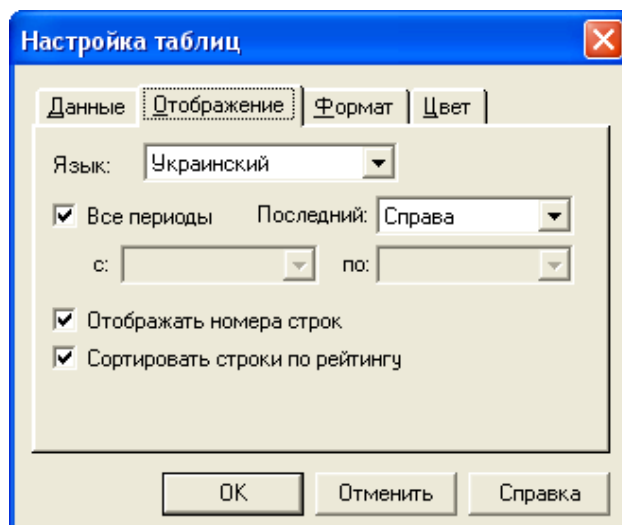 Настройка таблиц
Данные Отображение Формат Цвет
Язык: Украинский
Все периоды Последний: Справа
с: по:
Отображать номера строк
Сортировать строки по рейтингу
OK Отменить Справка